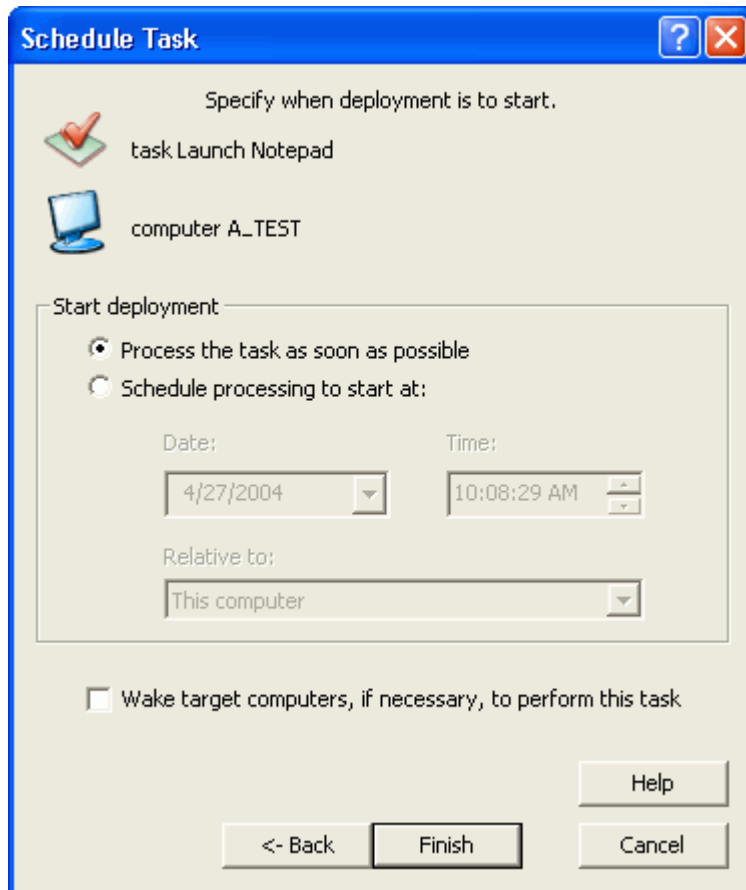 Schedule Task
Specify when deployment is to start.
task Launch Notepad
computer A_TEST
Start deployment
Process the task as soon as possible
Schedule processing to start at:
Date: Time:
4/27/2004 10:08:29 AM
Relative to:
This computer
Wake target computers, if necessary, to perform this task
Help
<- Back Finish Cancel